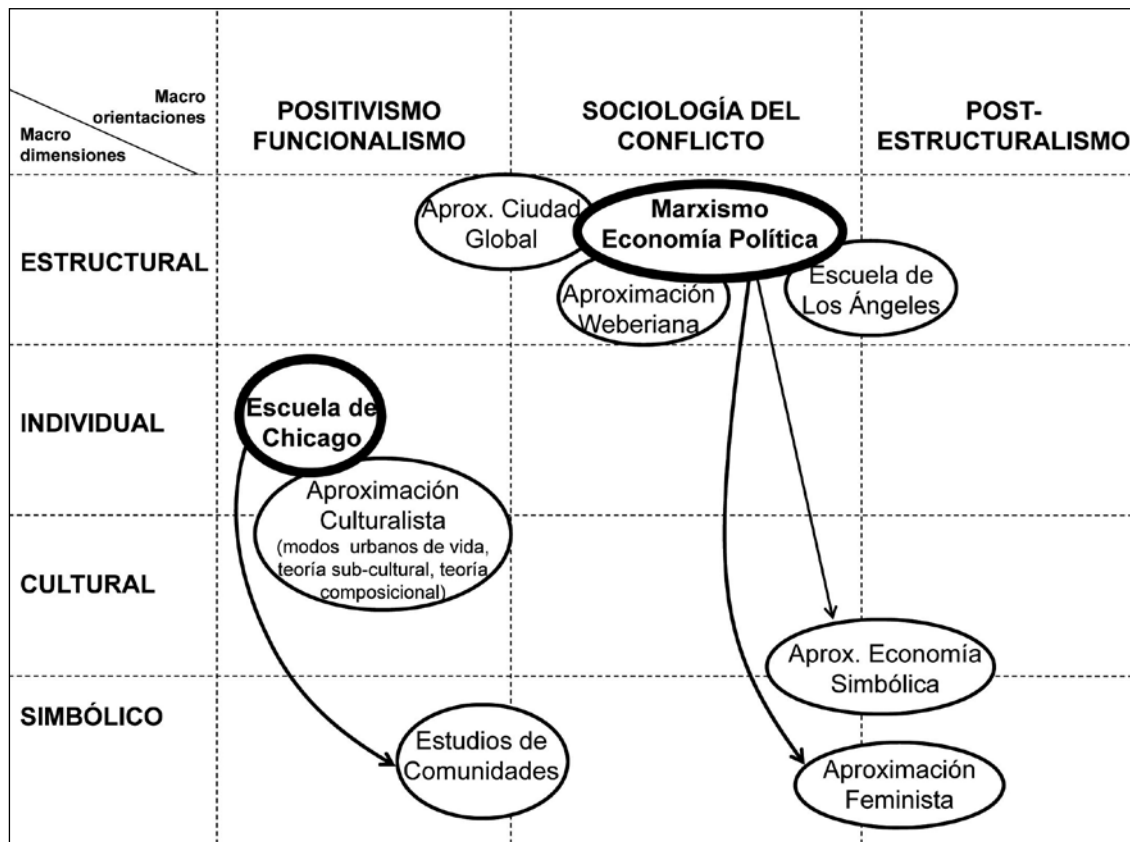 Macro
orientaciones
Macro
dimensiones
POSITIVISMO
FUNCIONALISMO
SOCIOLOGÍA DEL
CONFLICTO
POST-
ESTRUCTURALISMO
ESTRUCTURAL
Aprox. Ciudad
Global
Marxismo
Economía Política
Aproximación
Weberiana
Escuela de
Los Ángeles
INDIVIDUAL
Escuela de
Chicago
Aproximación
Culturalista
(modos urbanos de vida,
teoría sub-cultural, teoría
composicional)
CULTURAL
Aprox. Economía
Simbólica
SIMBÓLICO
Estudios de
Comunidades
Aproximación
Feminista